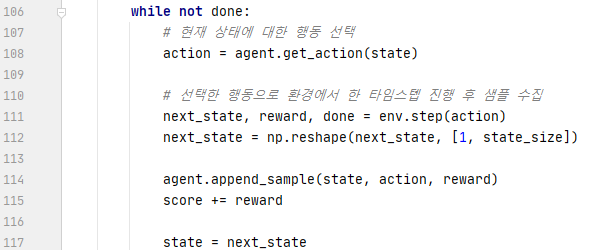 106 while not done:
107 # 현재 상태에 대한 행동 선택
108 action = agent.get_action(state)
109
110 # 선택한 행동으로 환경에서 한 타임스텝 진행 후 샘플 수집
111 next_state, reward, done = env.step(action)
112 next_state = np.reshape(next_state, [1, state_size])
113
114 agent.append_sample(state, action, reward)
115 score += reward
116
117 state = next_state